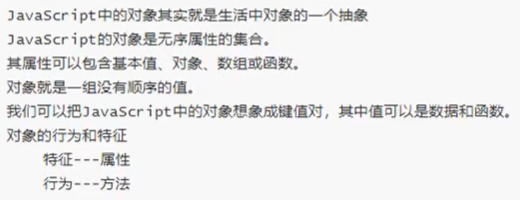 JavaScript中的对象其实就是生活中对象的一个抽象
JavaScript的对象是无序属性的集合。
其属性可以包含基本值、对象、数组或函数。
对象就是一组没有顺序的值。
我们可以把JavaScript中的对象想象成键值对，其中值可以是数据和函数。
对象的行为和特征
特征---属性
行为---方法